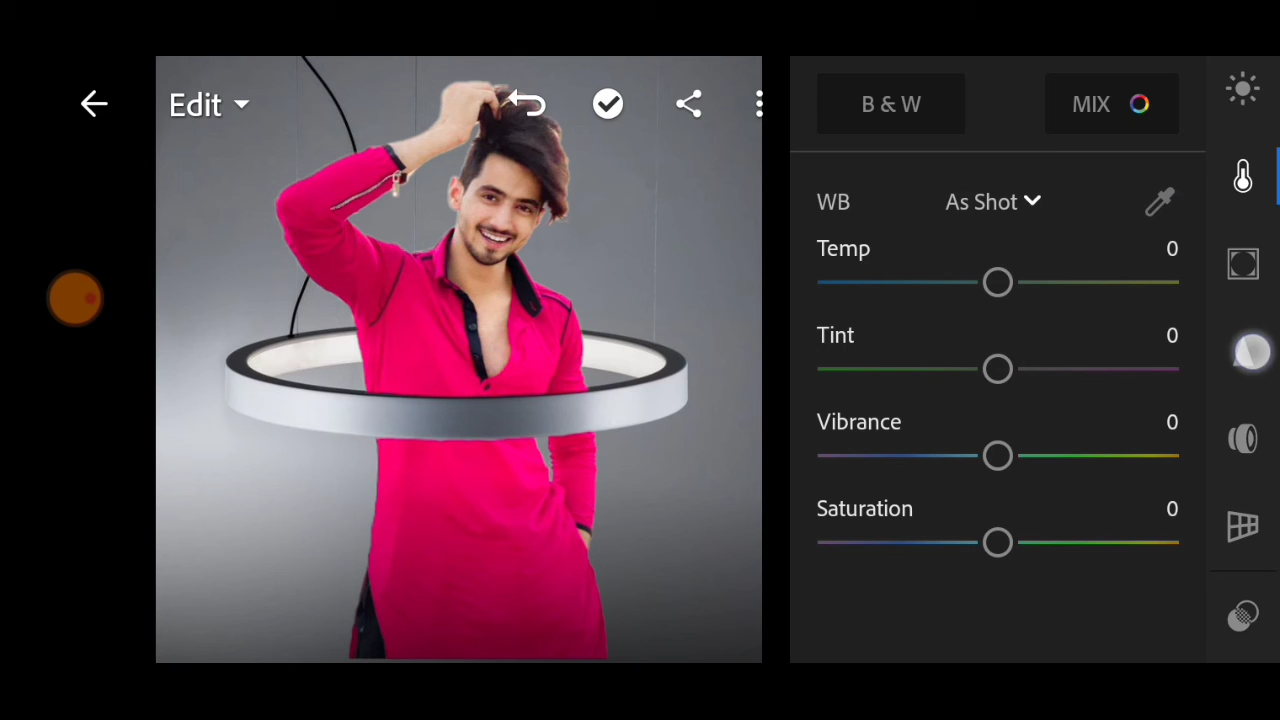 Edit
B & W
MIX
WB
As Shot
Temp 0
Tint 0
Vibrance 0
Saturation 0